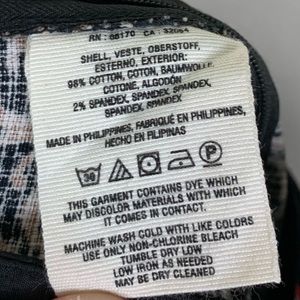 RN : 66170 CA : 32054
SHELL, VESTE, OBERSTOFF,
ESTERNO, EXTERIOR:
98% COTTON, COTON, BAUMWOLLE,
COTONE, ALGODÓN
2% SPANDEX, SPANDEX, SPANDEX,
SPANDEX, SPANDEX
MADE IN PHILIPPINES, FABRIQUÉ EN PHILIPPINES,
HECHO EN FILIPINAS
30 P
THIS GARMENT CONTAINS DYE WHICH
MAY DISCOLOR MATERIALS WITH WHICH
IT COMES IN CONTACT
MACHINE WASH COLD WITH LIKE COLORS
USE ONLY NON-CHLORINE BLEACH
TUMBLE DRY LOW
LOW IRON AS NEEDED
MAY BE DRY CLEANED